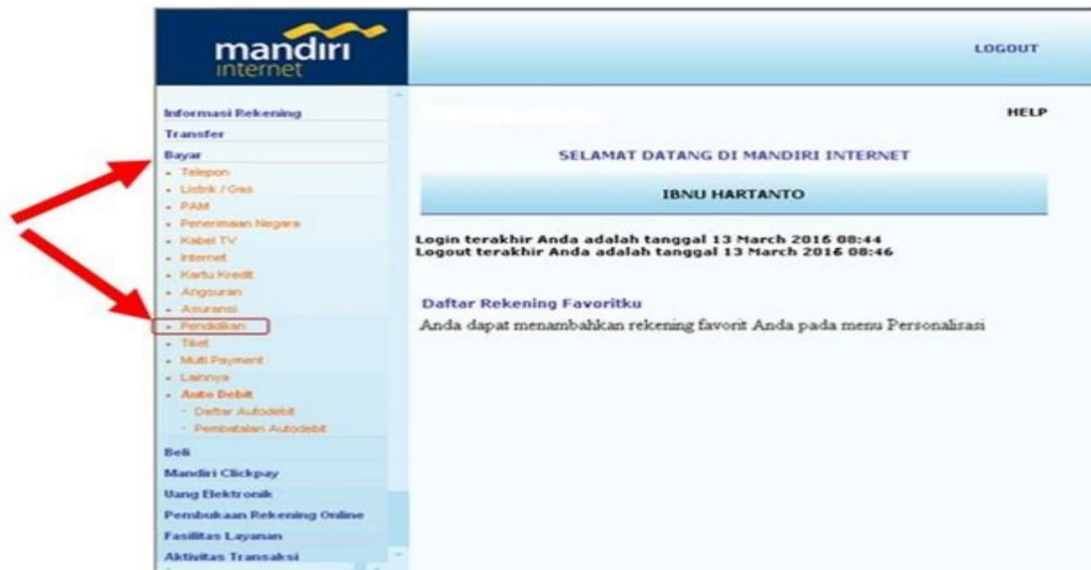 mandırı
internet
LOGOUT
HELP
Informasi Rekening
Transfer
Bayar
Telepon
Listrik / Gas
PAM
Penerimaan Negara
Kabel TV
Internet
Kartu Kredit
Angsuran
Asuransi
Pendidikan
Tiket
Multi Payment
Lainnya
Auto Debit
Daftar Autodebit
Pembatalan Autodebit
Beli
Mandiri Clickpay
Uang Elektronik
Pembukaan Rekening Online
Fasilitas Layanan
Aktivitas Transaksi
SELAMAT DATANG DI MANDIRI INTERNET
IBNU HARTANTO
Login terakhir Anda adalah tanggal 13 March 2016 08:44
Logout terakhir Anda adalah tanggal 13 March 2016 08:46
Daftar Rekening Favoritku
Anda dapat menambahkan rekening favorit Anda pada menu Personalisasi